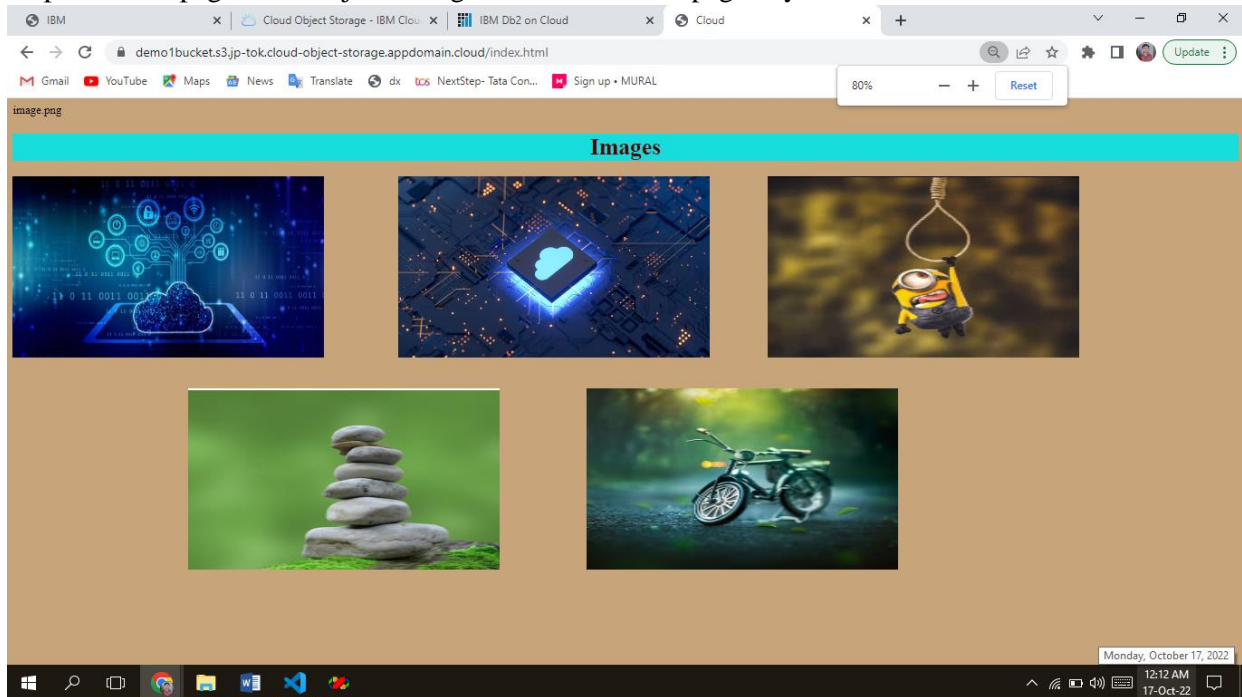 IBM
Cloud Object Storage - IBM Clou
IBM Db2 on Cloud
Cloud
demo1bucket.s3.jp-tok.cloud-object-storage.appdomain.cloud/index.html
Update
Gmail
YouTube
Maps
News
Translate
dx
tcs
NextStep- Tata Con...
M
Sign up • MURAL
80%
Reset
image.png
Images
Monday, October 17, 2022
12:12 AM
17-Oct-22